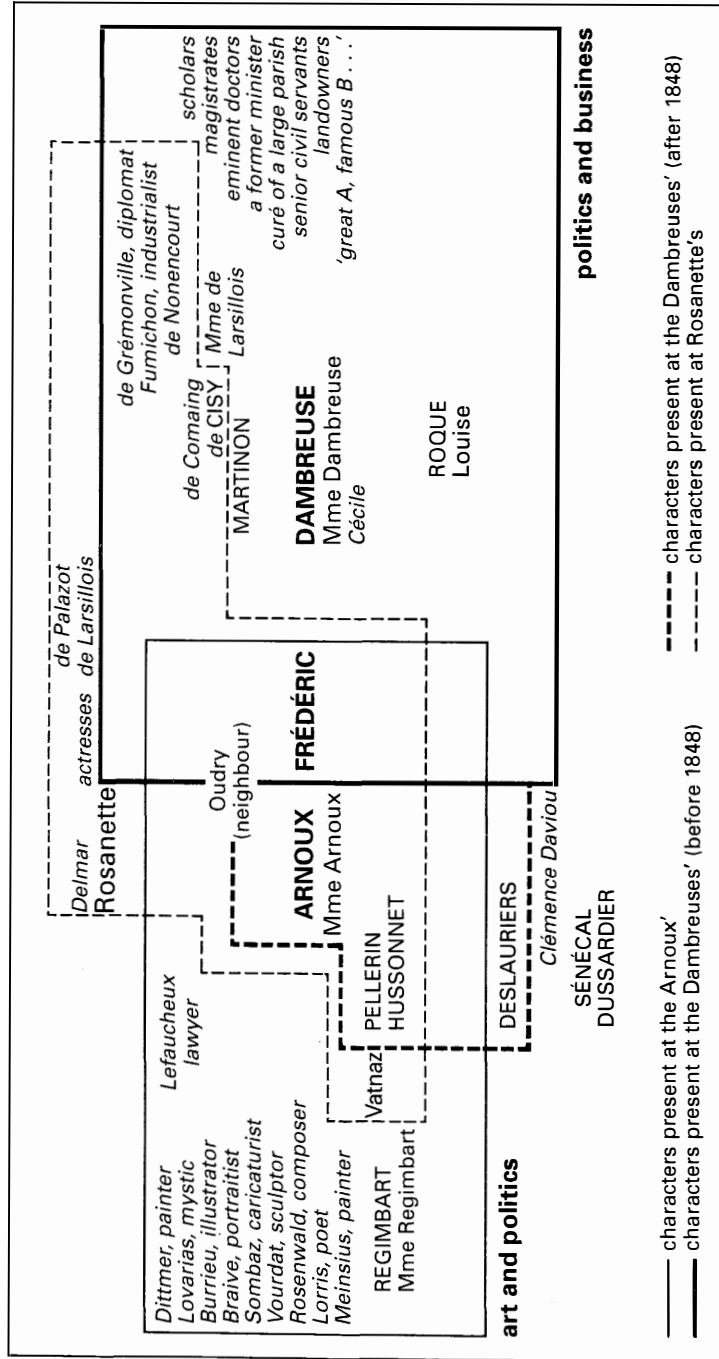 de Palazot
actresses de Larsillois
Delmar
Rosanette
de Grémonville, diplomat
Fumichon, industrialist
de Nonencourt
scholars
magistrates
eminent doctors
a former minister
curé of a large parish
senior civil servants
landowners
'great A, famous B . . .'
de Comaing
de CISY
Mme de
Larsillois
MARTINON
Dittmer, painter
Lovarias, mystic
Burrieu, illustrator
Braive, portraitist
Sombaz, caricaturist
Vourdat, sculptor
Rosenwald, composer
Lorris, poet
Meinsius, painter
Lefaucheux
lawyer
Oudry
(neighbour)
ARNOUX
Mme Arnoux
FRÉDÉRIC
DAMBREUSE
Mme Dambreuse
Cécile
REGIMBART
Mme Regimbart
Vatnaz
PELLERIN
HUSSONNET
ROQUE
Louise
DESLAURIERS
Clémence Daviou
SÉNÉCAL
DUSSARDIER
art and politics
politics and business
characters present at the Arnoux'
characters present at the Dambreuses' (before 1848)
characters present at the Dambreuses' (after 1848)
characters present at Rosanette's